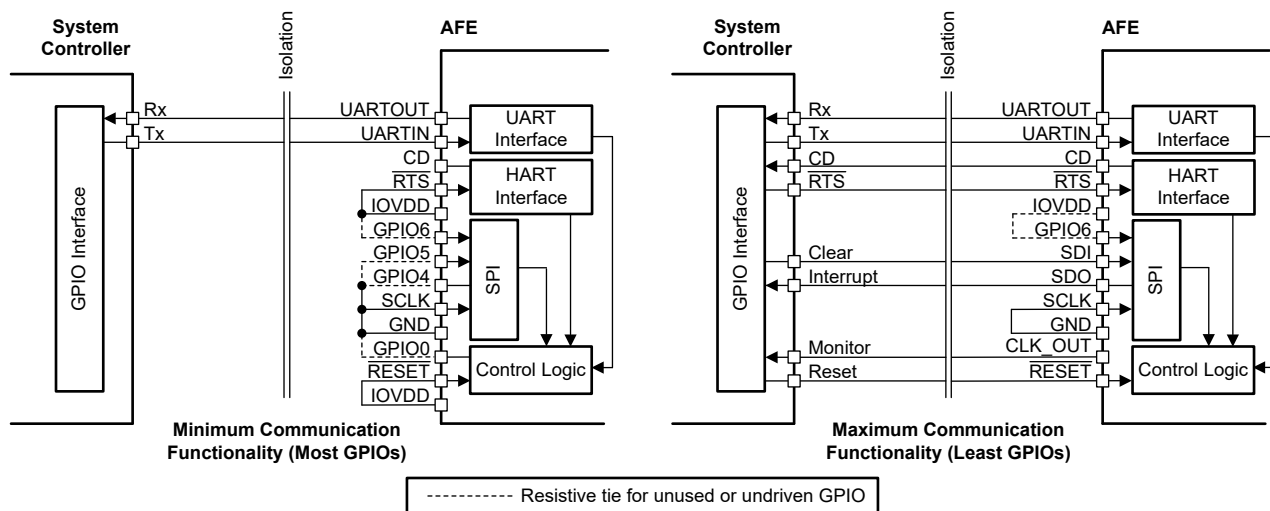 System
Controller
Isolation
AFE
GPIO Interface
Rx
Tx
UARTOUT
UARTIN
CD
RTS
IOVDD
GPIO6
GPIO5
GPIO4
SCLK
GND
GPIO0
RESET
IOVDD
UART
Interface
HART
Interface
SPI
Control Logic
Minimum Communication
Functionality (Most GPIOs)
System
Controller
Isolation
AFE
GPIO Interface
Rx
Tx
CD
RTS
Clear
Interrupt
Monitor
Reset
UARTOUT
UARTIN
CD
RTS
IOVDD
GPIO6
SDI
SDO
SCLK
GND
CLK_OUT
RESET
UART
Interface
HART
Interface
SPI
Control Logic
Maximum Communication
Functionality (Least GPIOs)
Resistive tie for unused or undriven GPIO